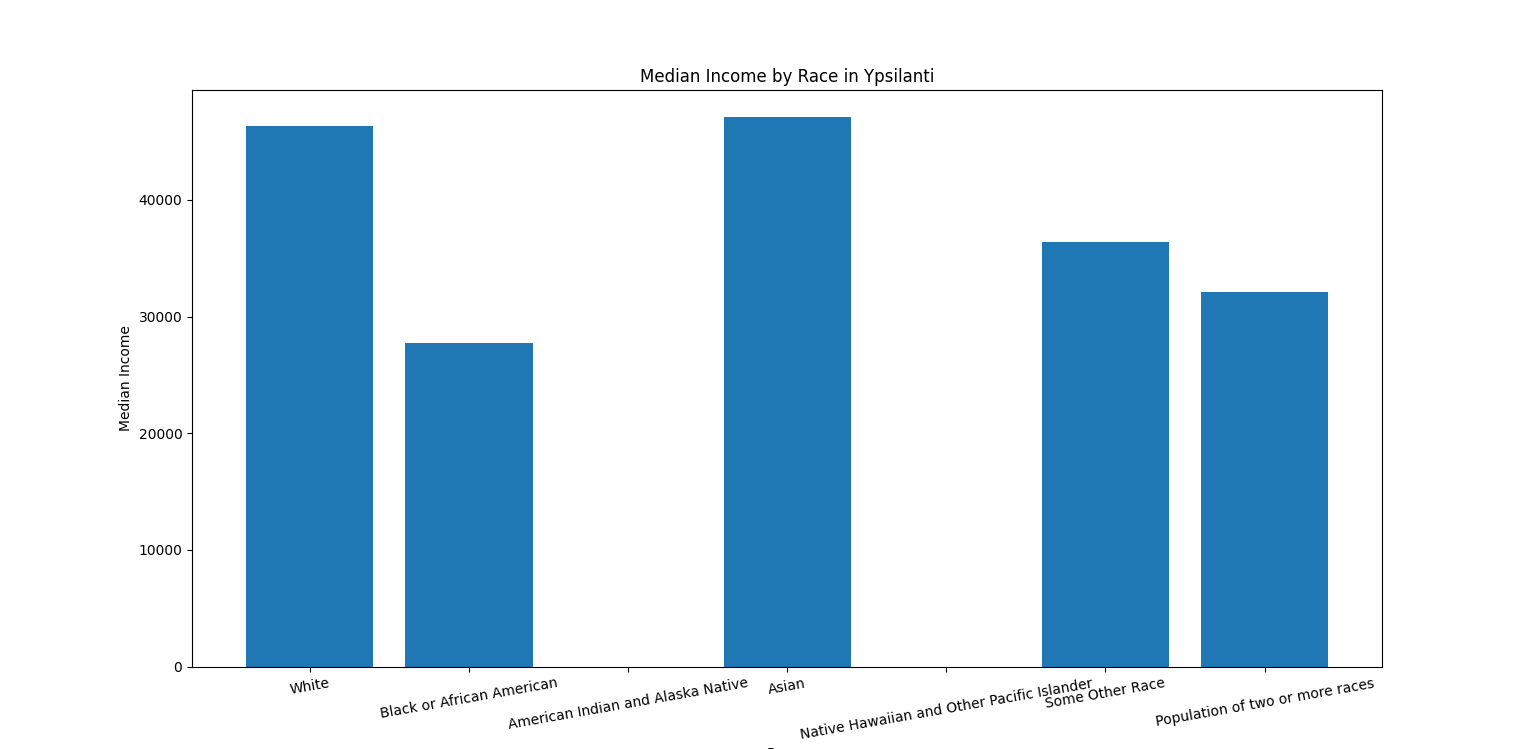 Median Income by Race in Ypsilanti
Median Income
40000
30000
20000
10000
0
White
Black or African American
American Indian and Alaska Native
Asian
Native Hawaiian and Other Pacific Islander
Some Other Race
Population of two or more races